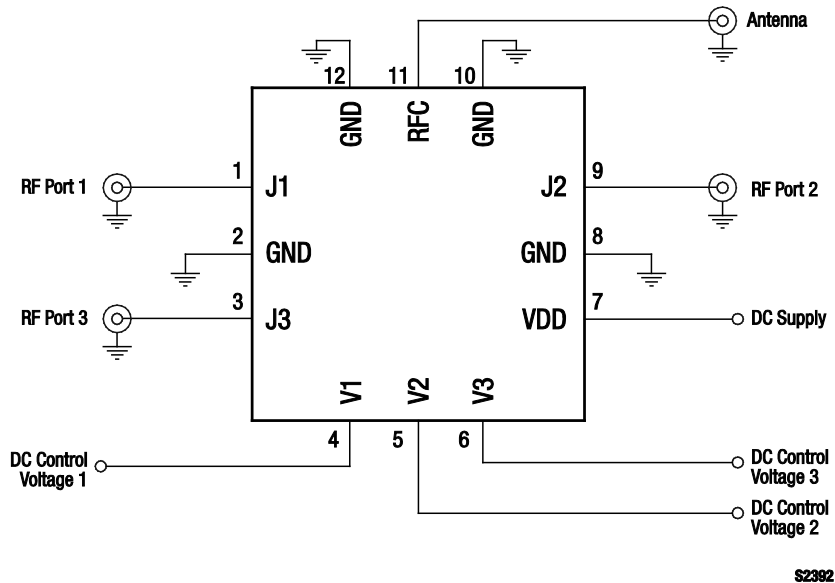 Antenna
12
11
10
GND
RFC
GND
RF Port 1
1
J1
J2
9
RF Port 2
2
GND
GND
8
RF Port 3
3
J3
VDD
7
DC Supply
V1
V2
V3
4
5
6
DC Control
Voltage 1
DC Control
Voltage 3
DC Control
Voltage 2
S2392